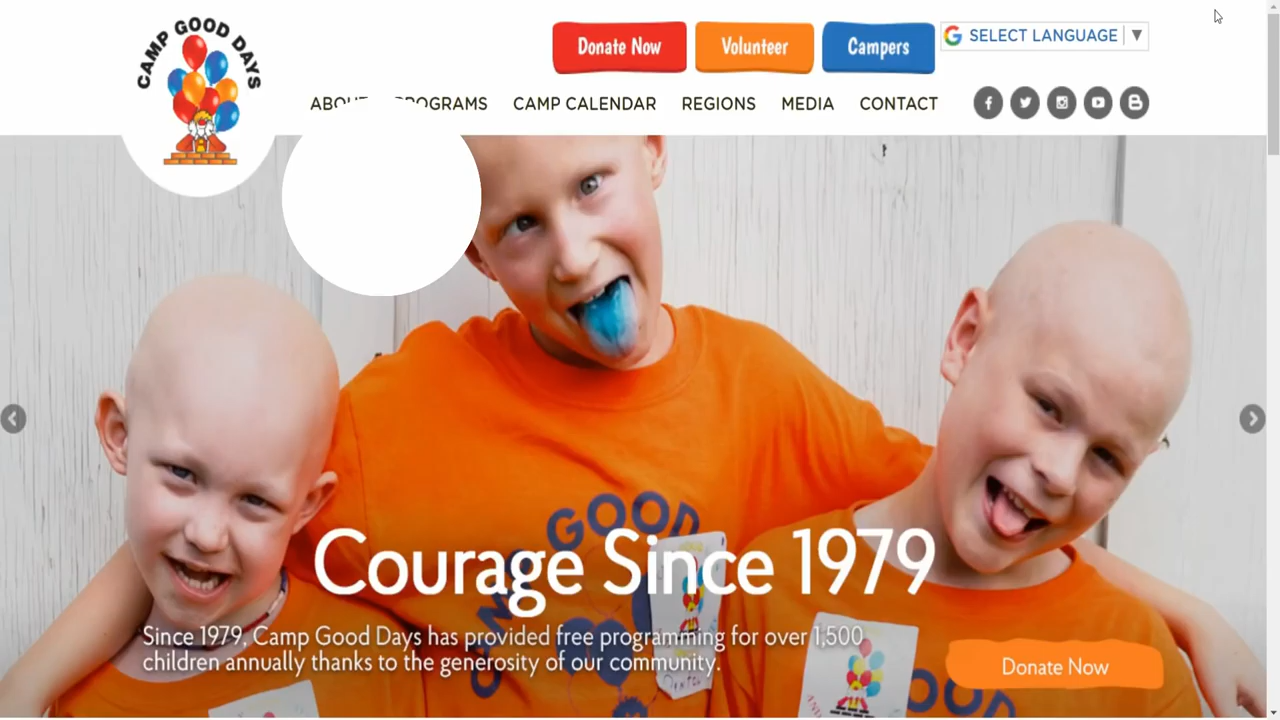 CAMP GOOD DAYS
Donate Now
Volunteer
Campers
SELECT LANGUAGE ▼
PROGRAMS
CAMP CALENDAR
REGIONS
MEDIA
CONTACT
GOOD
Courage Since 1979
Since 1979, Camp Good Days has provided free programming for over 1,500
children annually thanks to the generosity of our community.
Donate Now